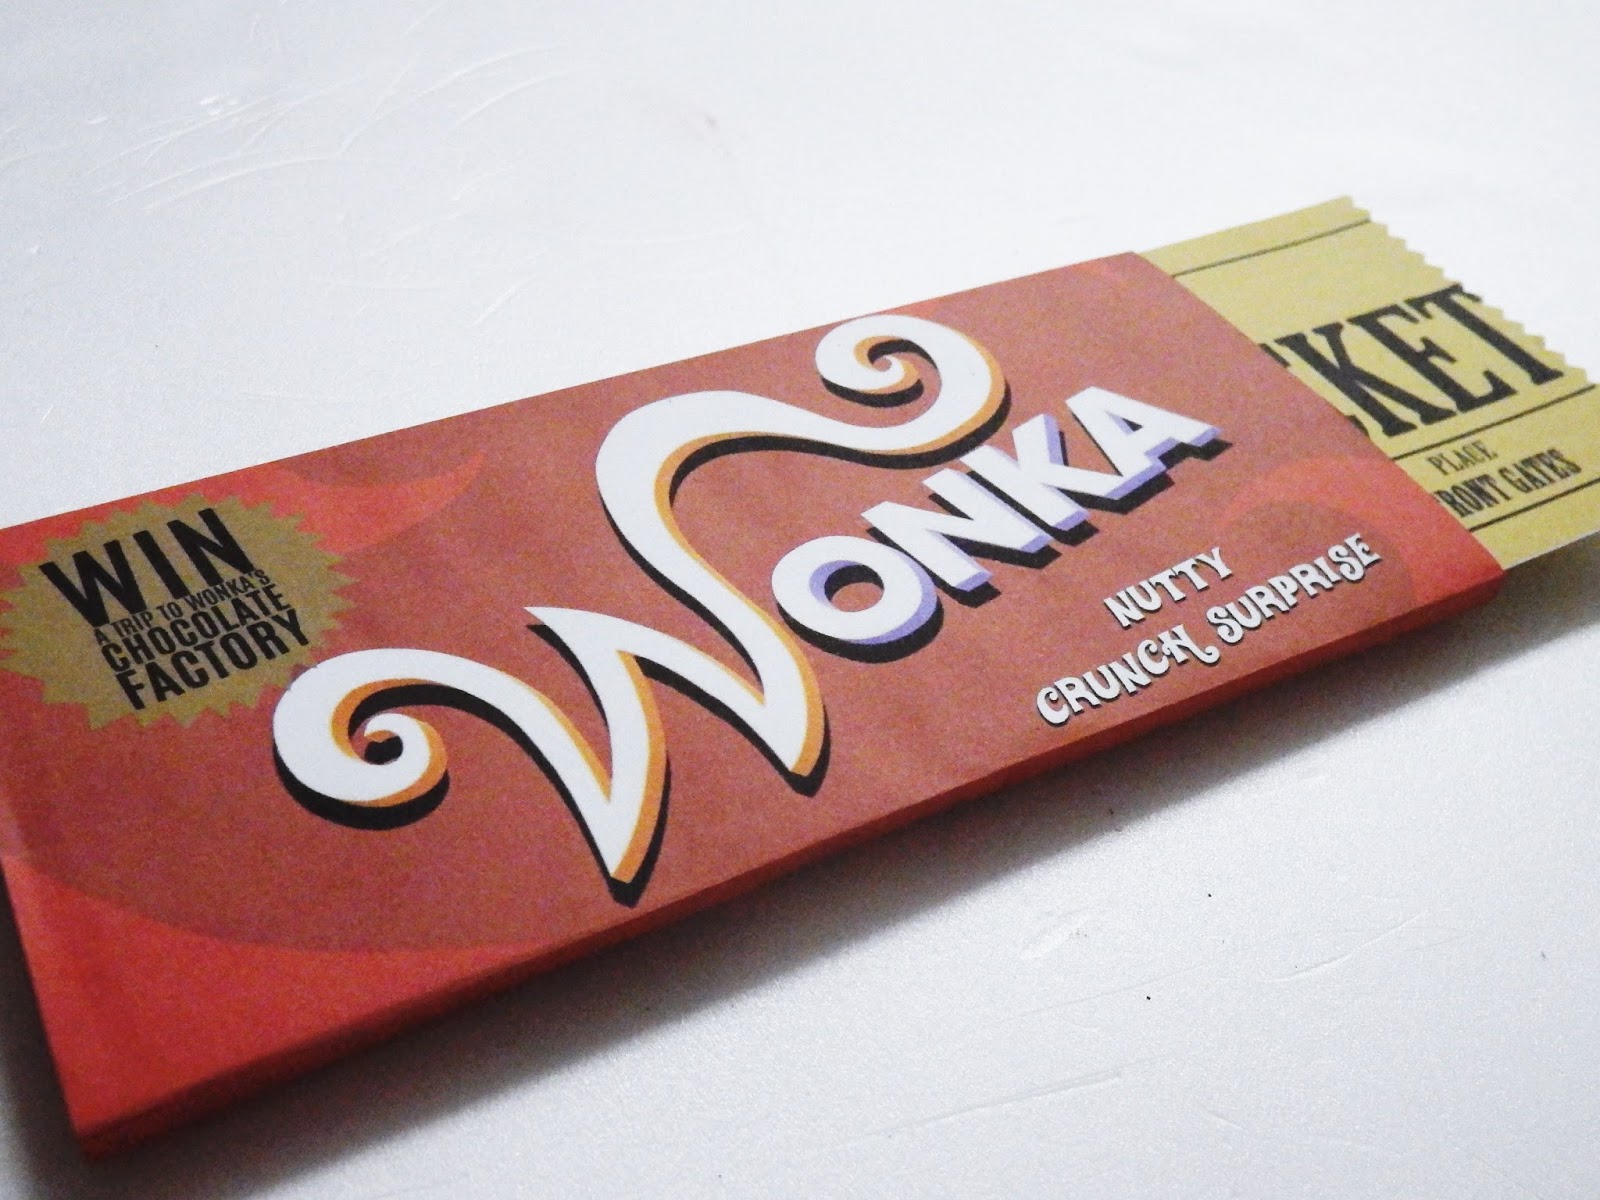 WIN
A TRIP TO WONKA'S
CHOCOLATE
FACTORY
WONKA
NUTTY
CRUNCH SURPRISE
KET
PLACE
RONT GATES